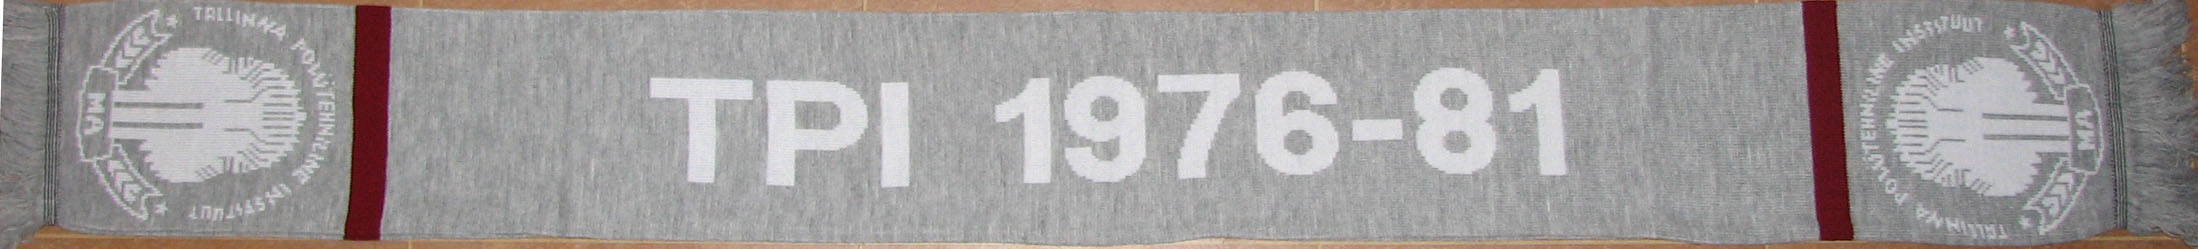 TALLINNA POLÜTEHNILINE INSTITUUT
MA
TPI 1976-81
TALLINNA POLÜTEHNILINE INSTITUUT
MA